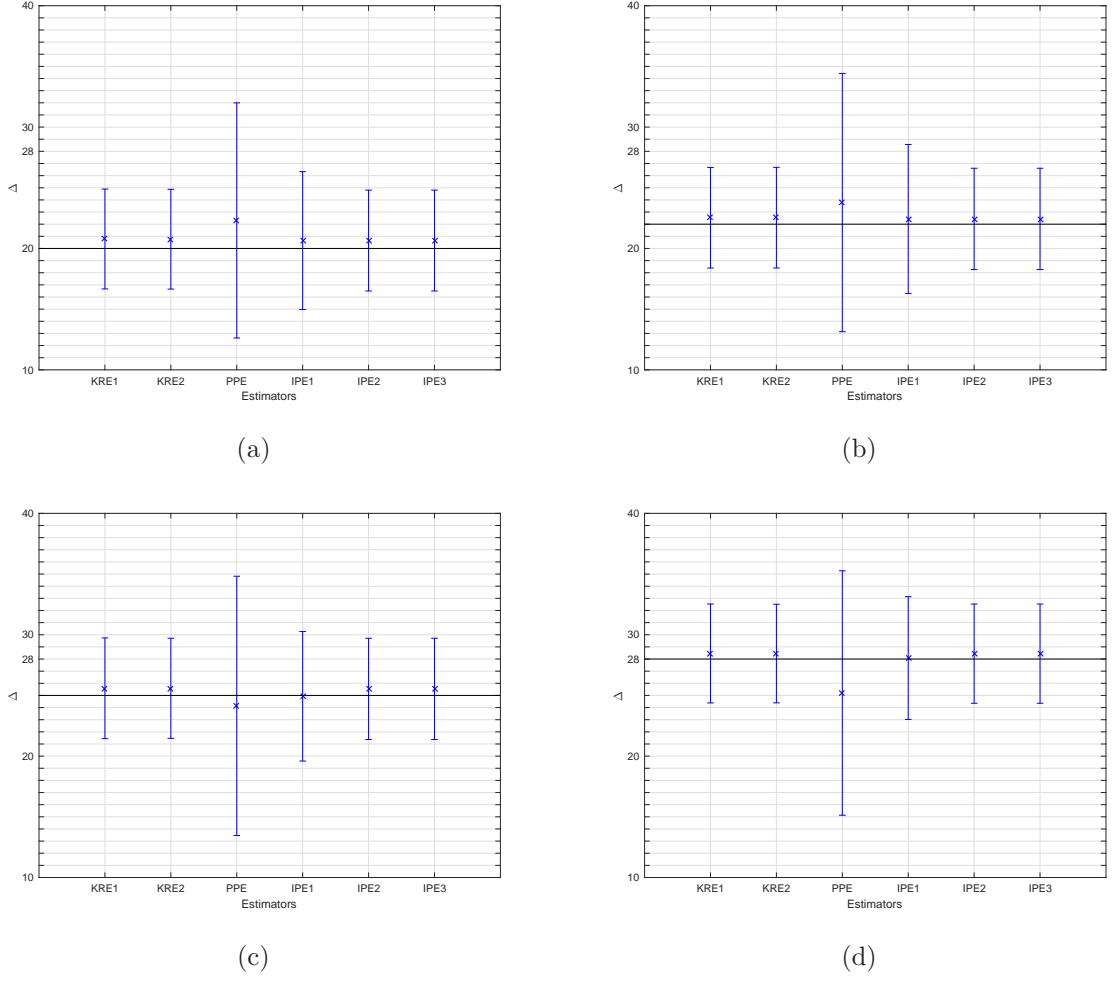 40
30
28
20
10
Δ
KRE1 KRE2 PPE IPE1 IPE2 IPE3
Estimators
(a)
40
30
28
20
10
Δ
KRE1 KRE2 PPE IPE1 IPE2 IPE3
Estimators
(b)
40
30
28
20
10
Δ
KRE1 KRE2 PPE IPE1 IPE2 IPE3
Estimators
(c)
40
30
28
20
10
Δ
KRE1 KRE2 PPE IPE1 IPE2 IPE3
Estimators
(d)